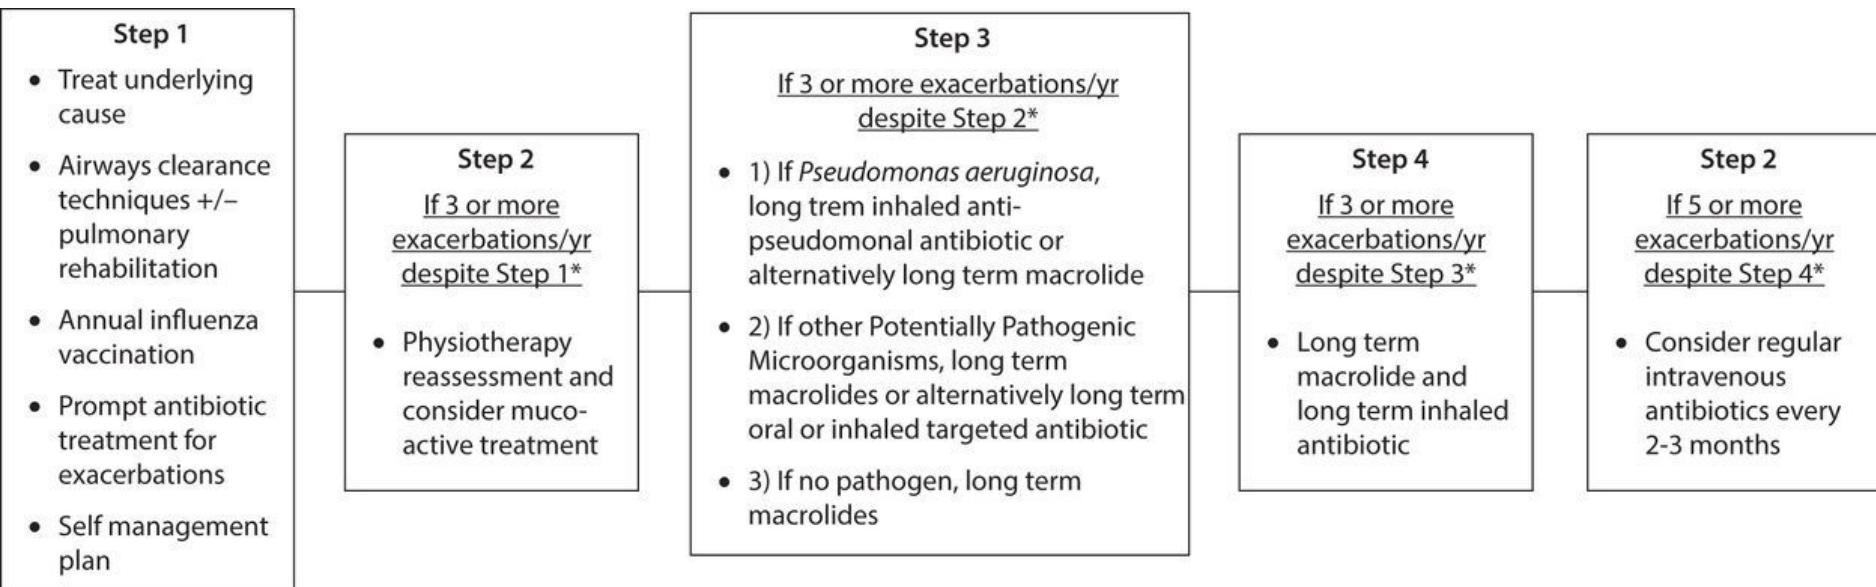 Step 1
• Treat underlying
cause
• Airways clearance
techniques +/–
pulmonary
rehabilitation
• Annual influenza
vaccination
• Prompt antibiotic
treatment for
exacerbations
• Self management
plan
Step 2
If 3 or more
exacerbations/yr
despite Step 1*
• Physiotherapy
reassessment and
consider muco-
active treatment
Step 3
If 3 or more exacerbations/yr
despite Step 2*
• 1) If Pseudomonas aeruginosa,
long trem inhaled anti-
pseudomonal antibiotic or
alternatively long term macrolide
• 2) If other Potentially Pathogenic
Microorganisms, long term
macrolides or alternatively long term
oral or inhaled targeted antibiotic
• 3) If no pathogen, long term
macrolides
Step 4
If 3 or more
exacerbations/yr
despite Step 3*
• Long term
macrolide and
long term inhaled
antibiotic
Step 2
If 5 or more
exacerbations/yr
despite Step 4*
• Consider regular
intravenous
antibiotics every
2-3 months